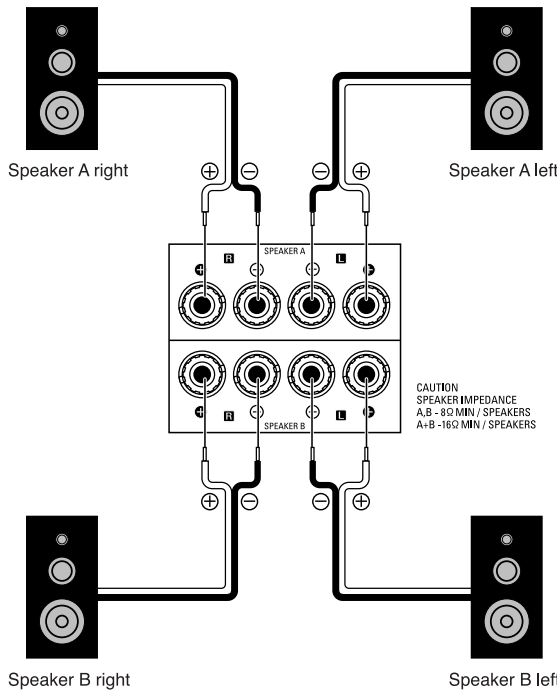 Speaker A right
Speaker A left
⊕ ⊖ ⊖ ⊕
SPEAKER A
R L
⊕ ⊖ ⊖ ⊕
⊕ ⊖ ⊖ ⊕
R L
SPEAKER B
CAUTION
SPEAKER IMPEDANCE
A,B - 8Ω MIN / SPEAKERS
A+B -16Ω MIN / SPEAKERS
⊕ ⊖ ⊖ ⊕
Speaker B right
Speaker B left